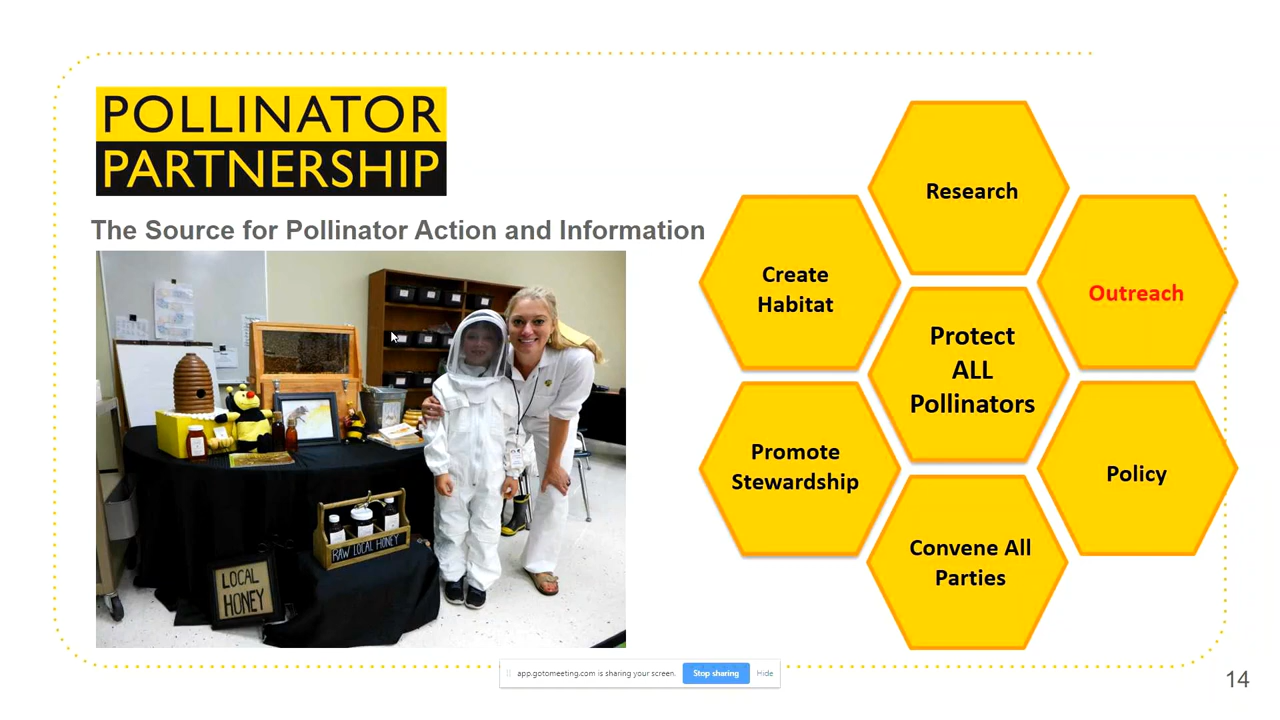 POLLINATOR
PARTNERSHIP
The Source for Pollinator Action and Information
LOCAL
HONEY
RAW LOCAL HONEY
Research
Create
Habitat
Outreach
Protect
ALL
Pollinators
Promote
Stewardship
Policy
Convene All
Parties
app.gotomeeting.com is sharing your screen.
Stop sharing
Hide
14